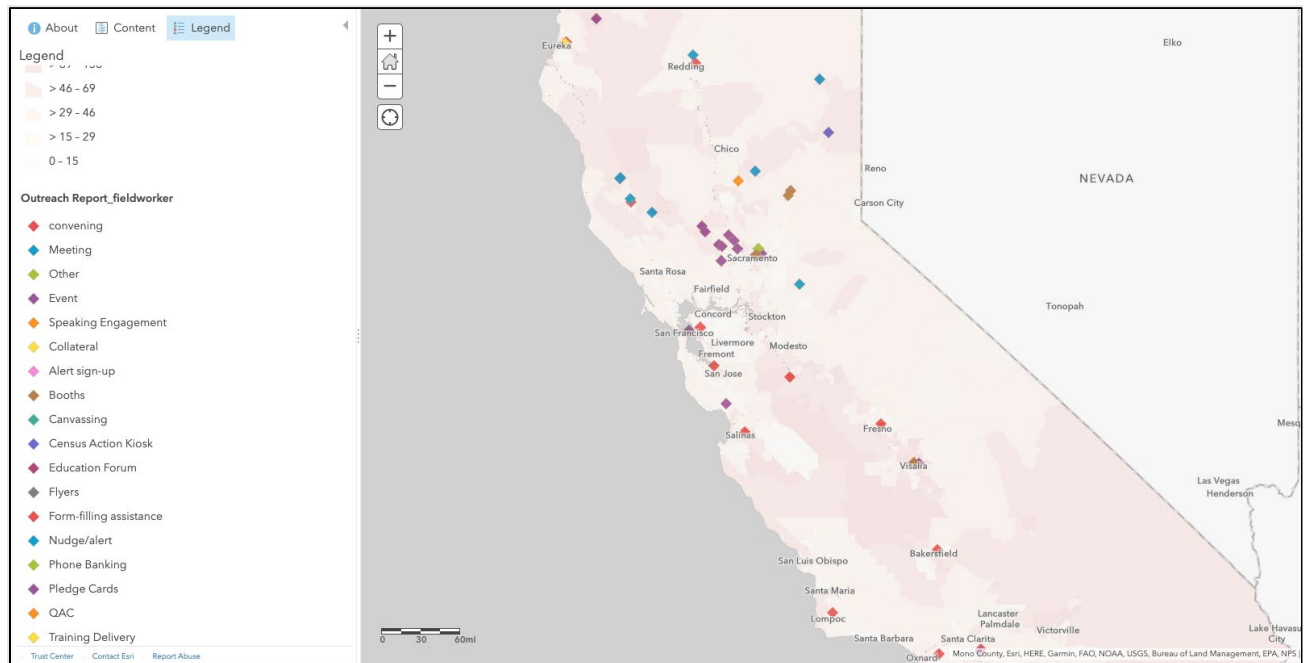 About Content Legend
Legend
> 46 – 69
> 29 – 46
> 15 – 29
0 – 15
Outreach Report_fieldworker
convening
Meeting
Other
Event
Speaking Engagement
Collateral
Alert sign-up
Booths
Canvassing
Census Action Kiosk
Education Forum
Flyers
Form-filling assistance
Nudge/alert
Phone Banking
Pledge Cards
QAC
Training Delivery
Trust Center Contact Esri Report Abuse
Eureka
Redding
Elko
Chico
Reno
NEVADA
Carson City
Sacramento
Santa Rosa
Fairfield
Tonopah
Concord
Stockton
San Francisco
Livermore
Modesto
Fremont
San Jose
Salinas
Fresno
Mesq
Visalia
Las Vegas
Henderson
Bakersfield
San Luis Obispo
Santa Maria
Lompoc
Lancaster
Palmdale
Victorville
Lake Havasu
City
Santa Barbara
Santa Clarita
Oxnard
0 30 60mi
Mono County, Esri, HERE, Garmin, FAO, NOAA, USGS, Bureau of Land Management, EPA, NPS